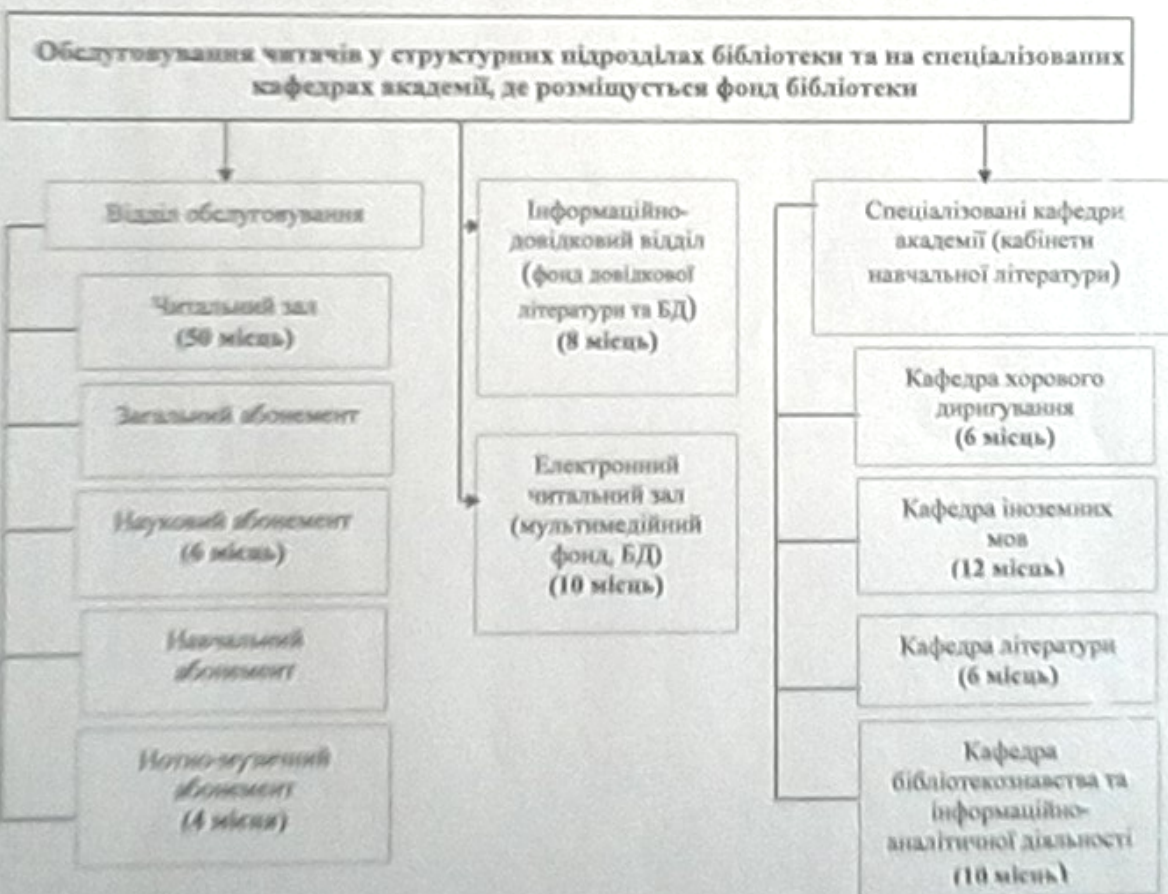 Обслуговування читачів у структурних підрозділах бібліотеки та на спеціалізованих
кафедрах академії, де розміщується фонд бібліотеки
Відділ обслуговування
Читальний зал
(50 місць)
Загальний абонемент
Науковий абонемент
(6 місць)
Навчальний
абонемент
Нотно-музичний
абонемент
(4 місця)
Інформаційно-
довідковий відділ
(фонд довідкової
літератури та БД)
(8 місць)
Електронний
читальний зал
(мультимедійний
фонд, БД)
(10 місць)
Спеціалізовані кафедри
академії (кабінети
навчальної літератури)
Кафедра хорового
диригування
(6 місць)
Кафедра іноземних
мов
(12 місць)
Кафедра літератури
(6 місць)
Кафедра
бібліотекознавства та
інформаційно-
аналітичної діяльності
(10 місць)